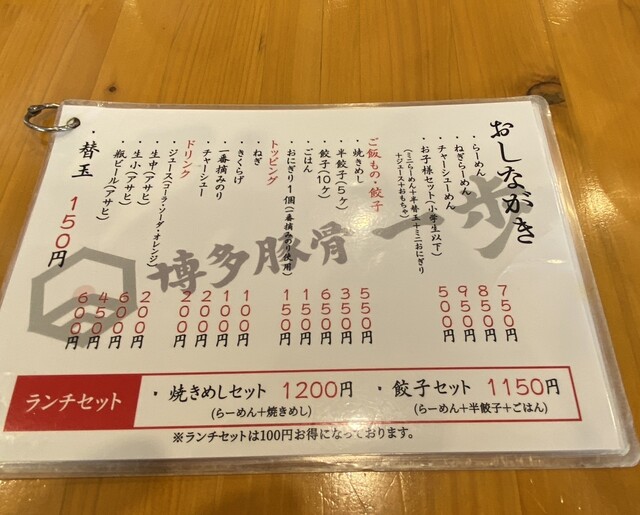 おしながき
・らーめん 750円
・ねぎらーめん 850円
・チャーシューめん 950円
・お子様セット(小学生以下) 500円
(ミニらーめん+半替玉+ミニおにぎり
+ジュース+おもちゃ)
ご飯もの・餃子
・焼きめし 550円
・半餃子(5ケ) 350円
・餃子(10ケ) 650円
・ごはん 150円
・おにぎり1個(一番摘みのり使用) 150円
トッピング
・ねぎ 100円
・きくらげ 100円
・一番摘みのり 200円
・チャーシュー 200円
ドリンク
・ジュース(コーラ・ソーダ・オレンジ) 200円
・生中(アサヒ) 600円
・生小(アサヒ) 450円
・瓶ビール(アサヒ) 600円
・替玉 150円
博多豚骨 一歩
ランチセット
・焼きめしセット 1200円
(らーめん+焼きめし)
・餃子セット 1150円
(らーめん+半餃子+ごはん)
※ランチセットは100円お得になっております。